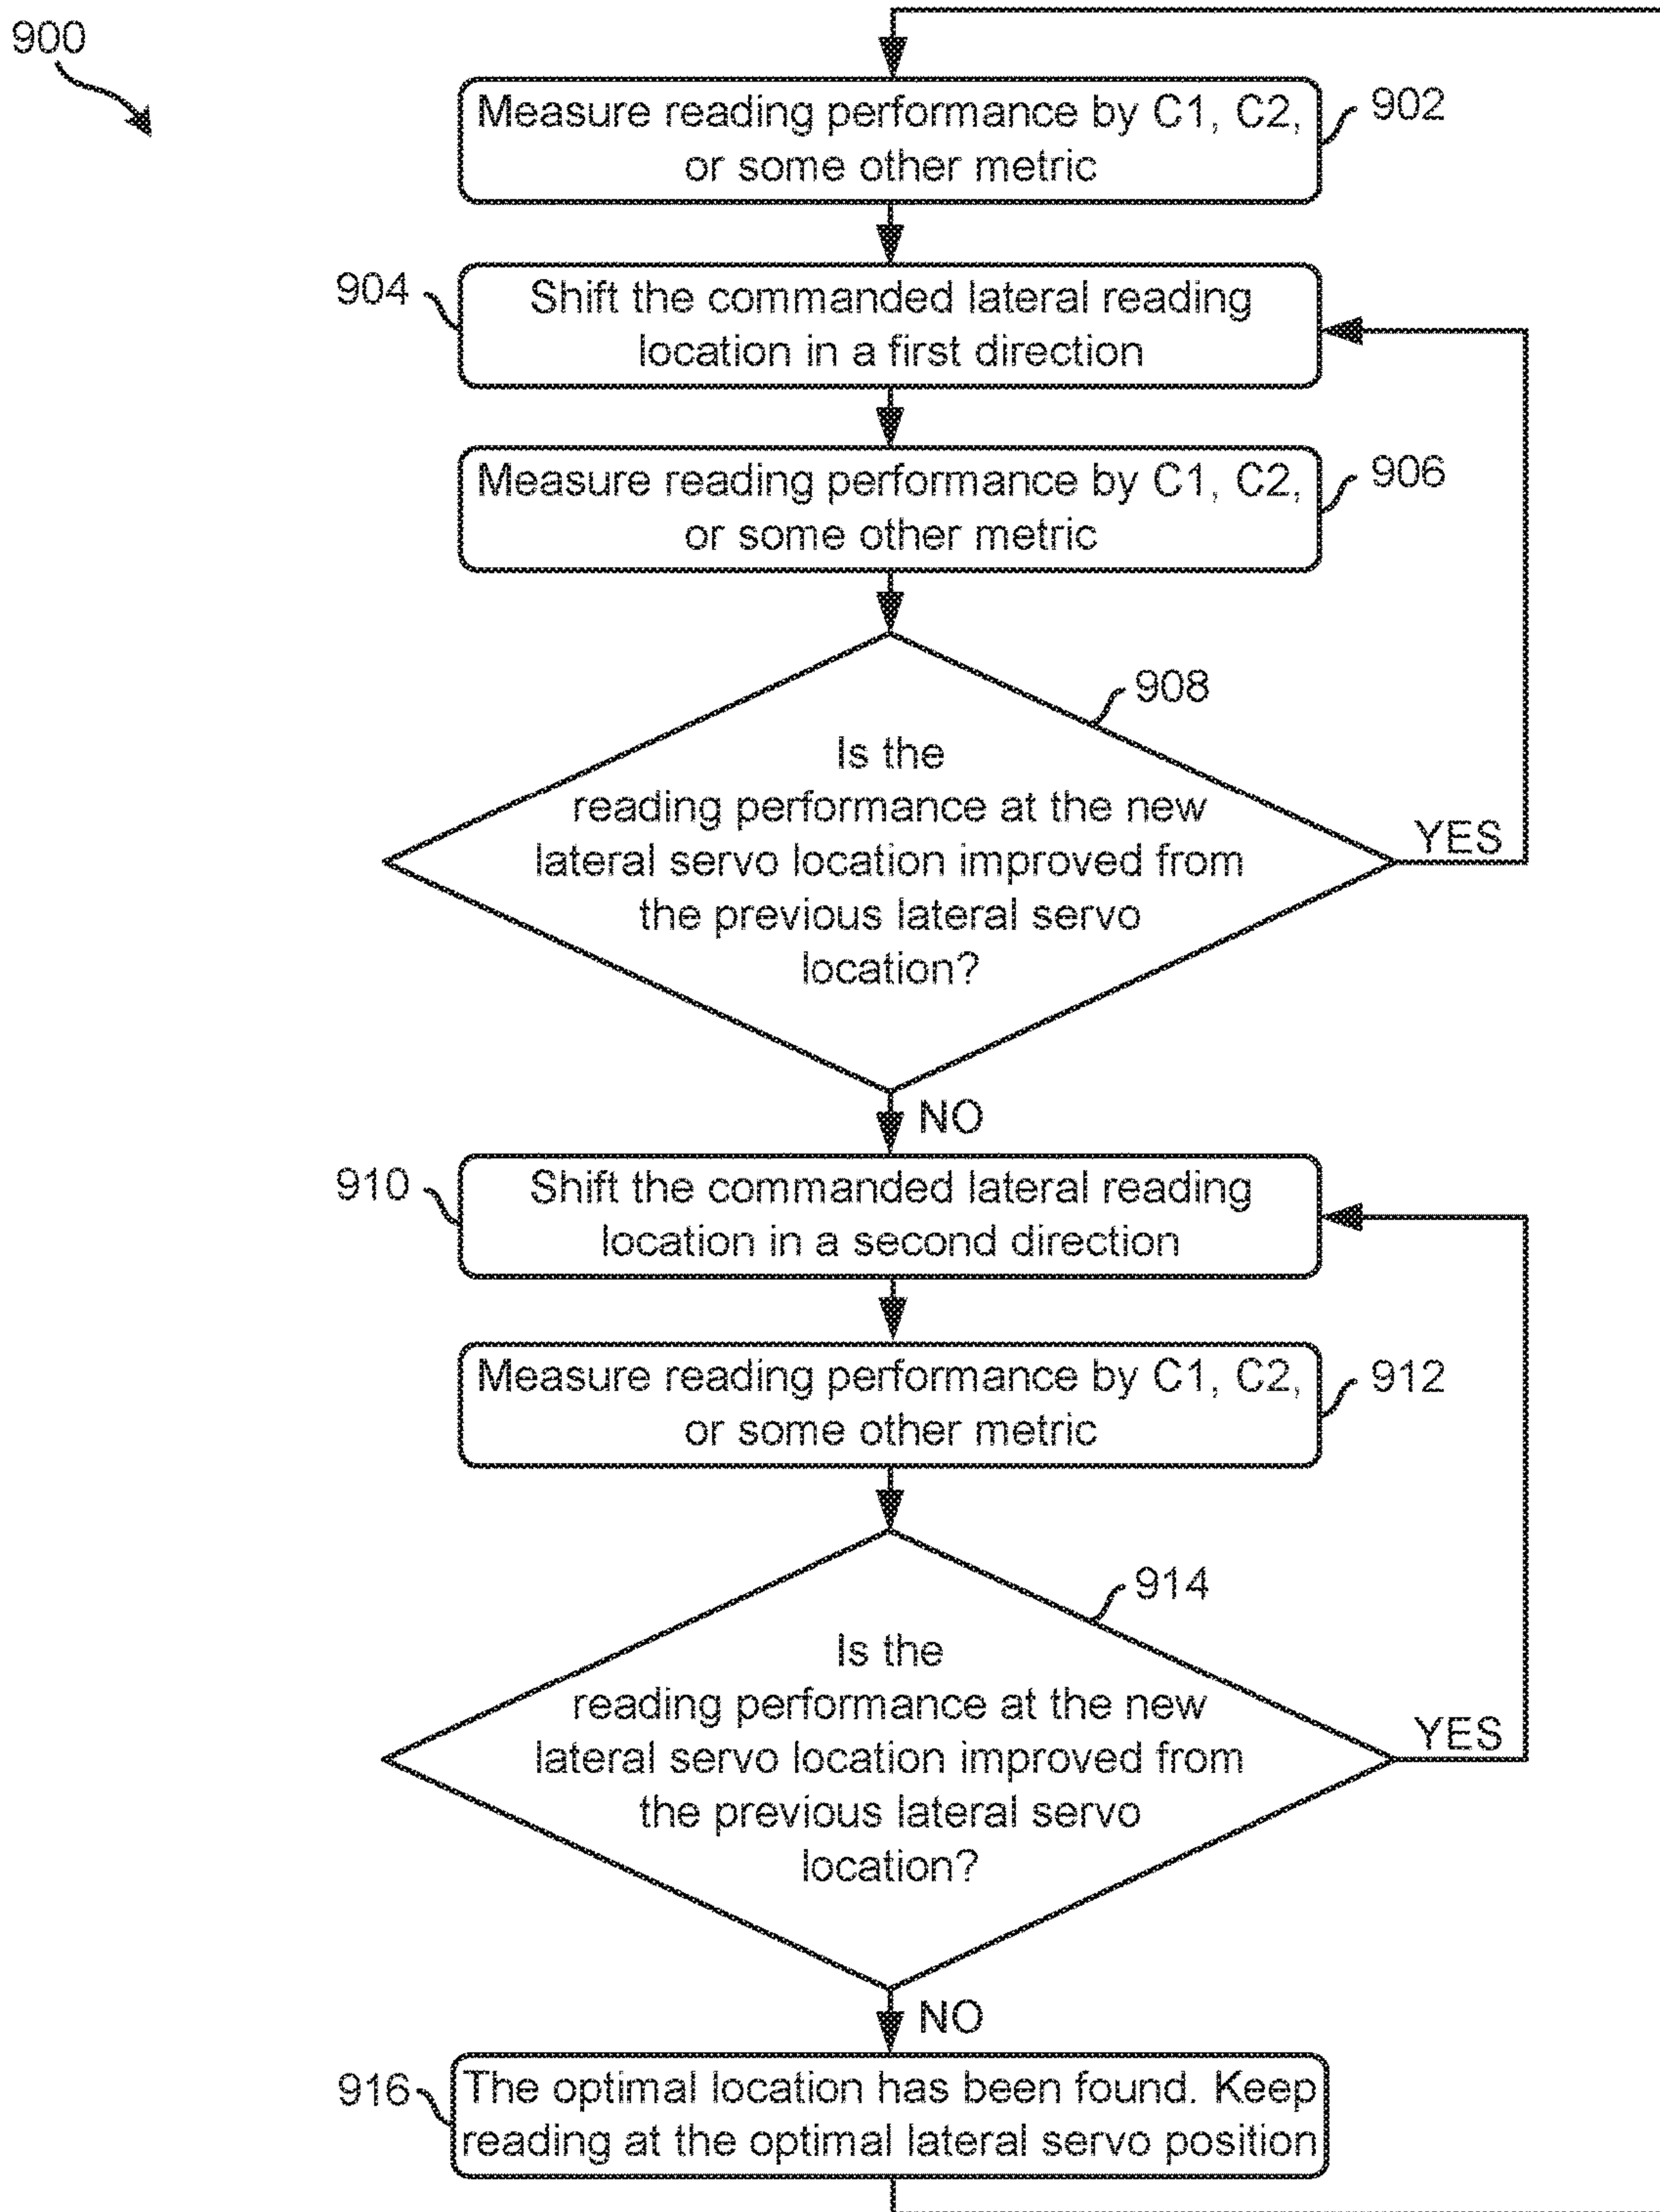 900
Measure reading performance by C1, C2,
or some other metric
902
904
Shift the commanded lateral reading
location in a first direction
Measure reading performance by C1, C2,
or some other metric
906
908
Is the
reading performance at the new
lateral servo location improved from
the previous lateral servo
location?
YES
NO
910
Shift the commanded lateral reading
location in a second direction
Measure reading performance by C1, C2,
or some other metric
912
914
Is the
reading performance at the new
lateral servo location improved from
the previous lateral servo
location?
YES
NO
916
The optimal location has been found. Keep
reading at the optimal lateral servo position